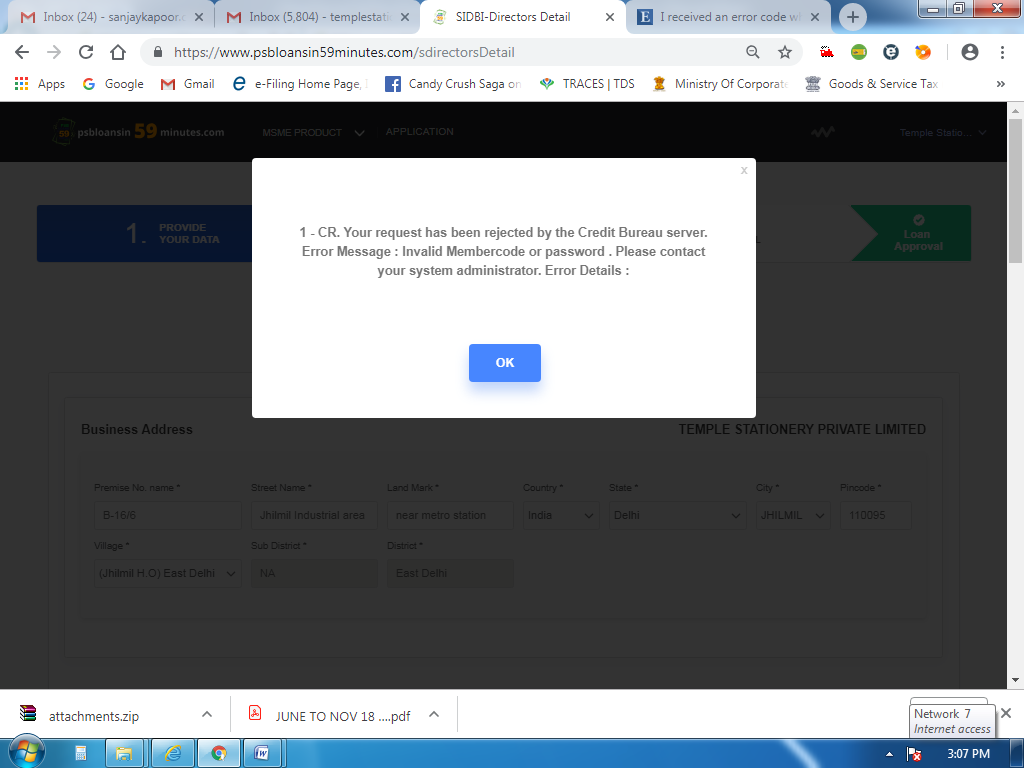 Inbox (24) - sanjaykapoor.c
Inbox (5,804) - templestati
SIDBI-Directors Detail
I received an error code wh
https://www.psbloansin59minutes.com/sdirectorsDetail
Apps
Google
Gmail
e-Filing Home Page, I
Candy Crush Saga on
TRACES | TDS
Ministry Of Corporate
Goods & Service Tax
»
psbloansin 59 minutes.com
MSME PRODUCT
APPLICATION
Temple Statio...
x
1. PROVIDE
YOUR DATA
Loan
Approval
1 - CR. Your request has been rejected by the Credit Bureau server.
Error Message : Invalid Membercode or password . Please contact
your system administrator. Error Details :
OK
Business Address
TEMPLE STATIONERY PRIVATE LIMITED
Premise No. name *
Street Name *
Land Mark *
Country *
State *
City *
Pincode *
B-16/6
Jhilmil Industrial area
near metro station
India
Delhi
JHILMIL
110095
Village *
Sub District *
District *
(Jhilmil H.O) East Delhi
NA
East Delhi
attachments.zip
JUNE TO NOV 18 ....pdf
Network 7
Internet access
3:07 PM